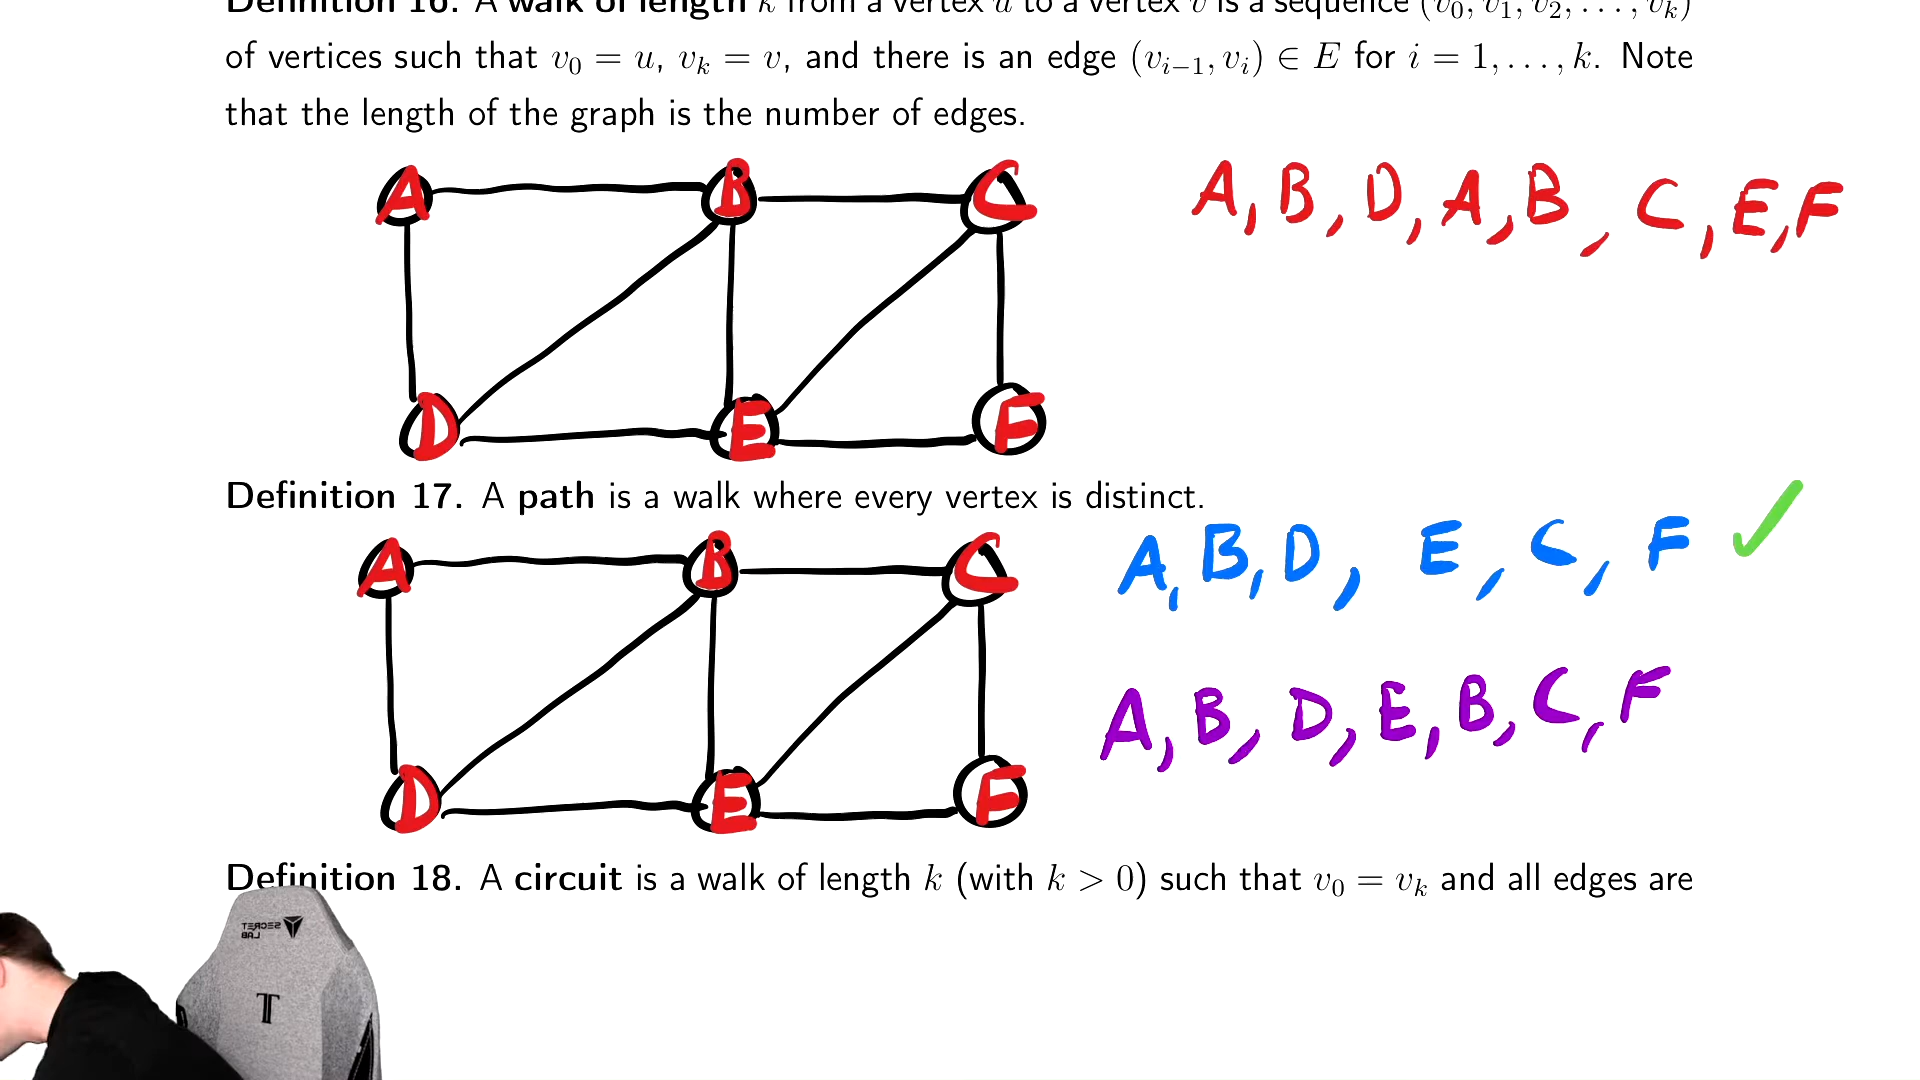 Definition 16. A walk of length k from a vertex u to a vertex v is a sequence (v₀, v₁, v₂, . . . , vₖ)
of vertices such that v₀ = u, vₖ = v, and there is an edge (vᵢ₋₁, vᵢ) ∈ E for i = 1, . . . , k. Note
that the length of the graph is the number of edges.
A B C
A, B, D, A, B, C, E, F
D E F
Definition 17. A path is a walk where every vertex is distinct.
A B C
A, B, D, E, C, F ✓
A, B, D, E, B, C, F
D E F
Definition 18. A circuit is a walk of length k (with k > 0) such that v₀ = vₖ and all edges are
SECRET
LAB
T